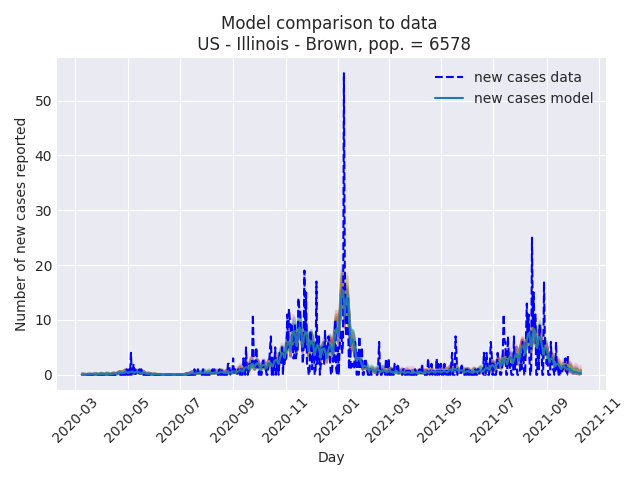 Model comparison to data
US - Illinois - Brown, pop. = 6578
new cases data
new cases model
Number of new cases reported
50
40
30
20
10
0
2020-03
2020-05
2020-07
2020-09
2020-11
2021-01
2021-03
2021-05
2021-07
2021-09
2021-11
Day